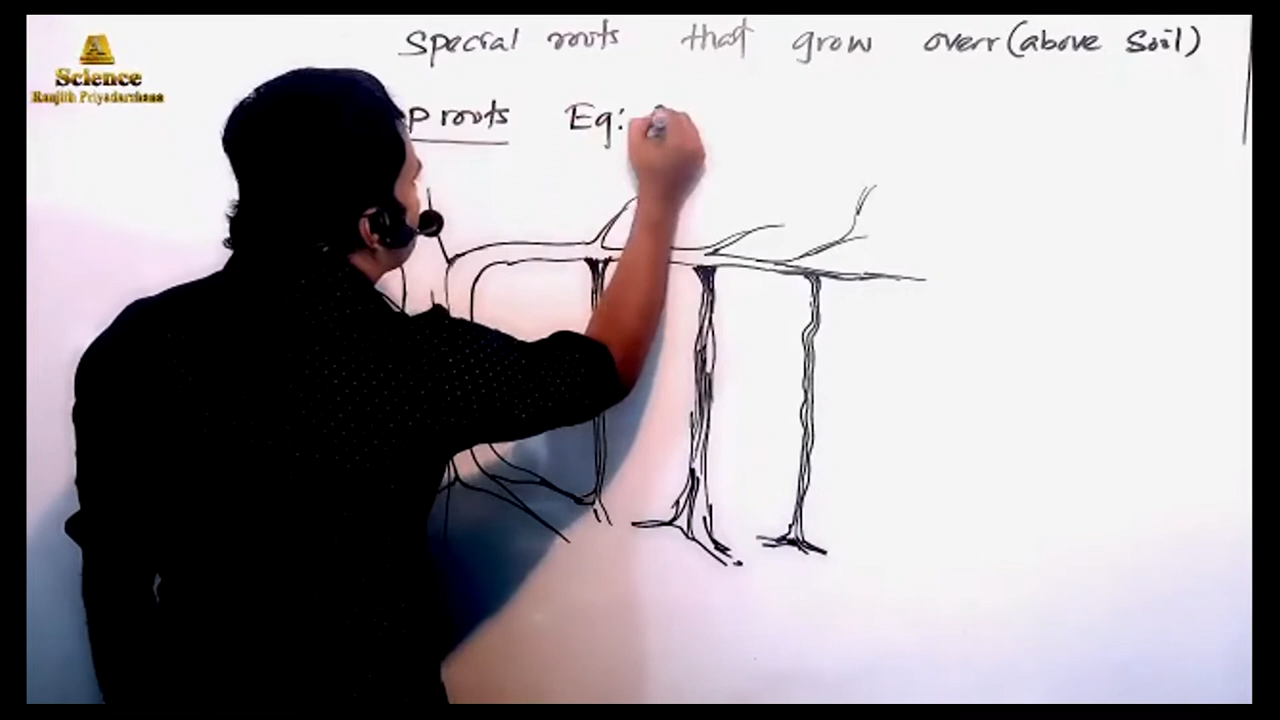 A
Science
Ranjith Priyadarshana
Special roots that grow overr (above Soil)
roots Eg: